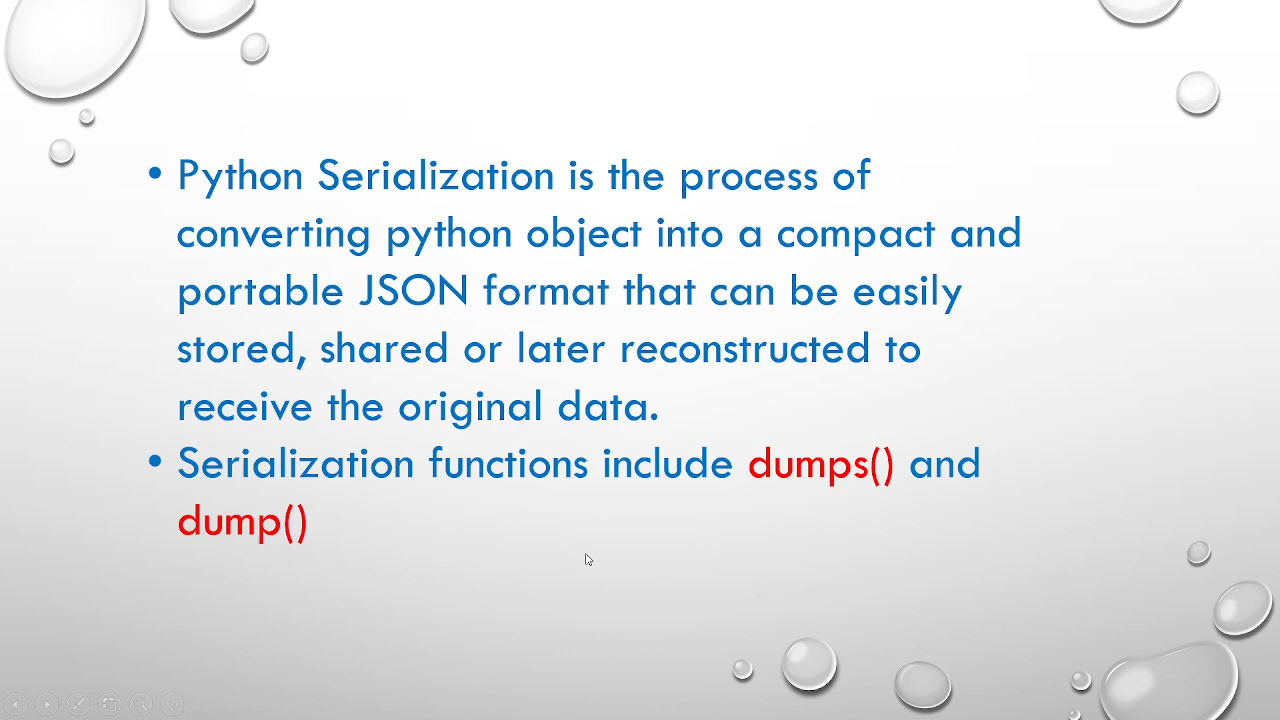 • Python Serialization is the process of
converting python object into a compact and
portable JSON format that can be easily
stored, shared or later reconstructed to
receive the original data.
• Serialization functions include dumps() and
dump()